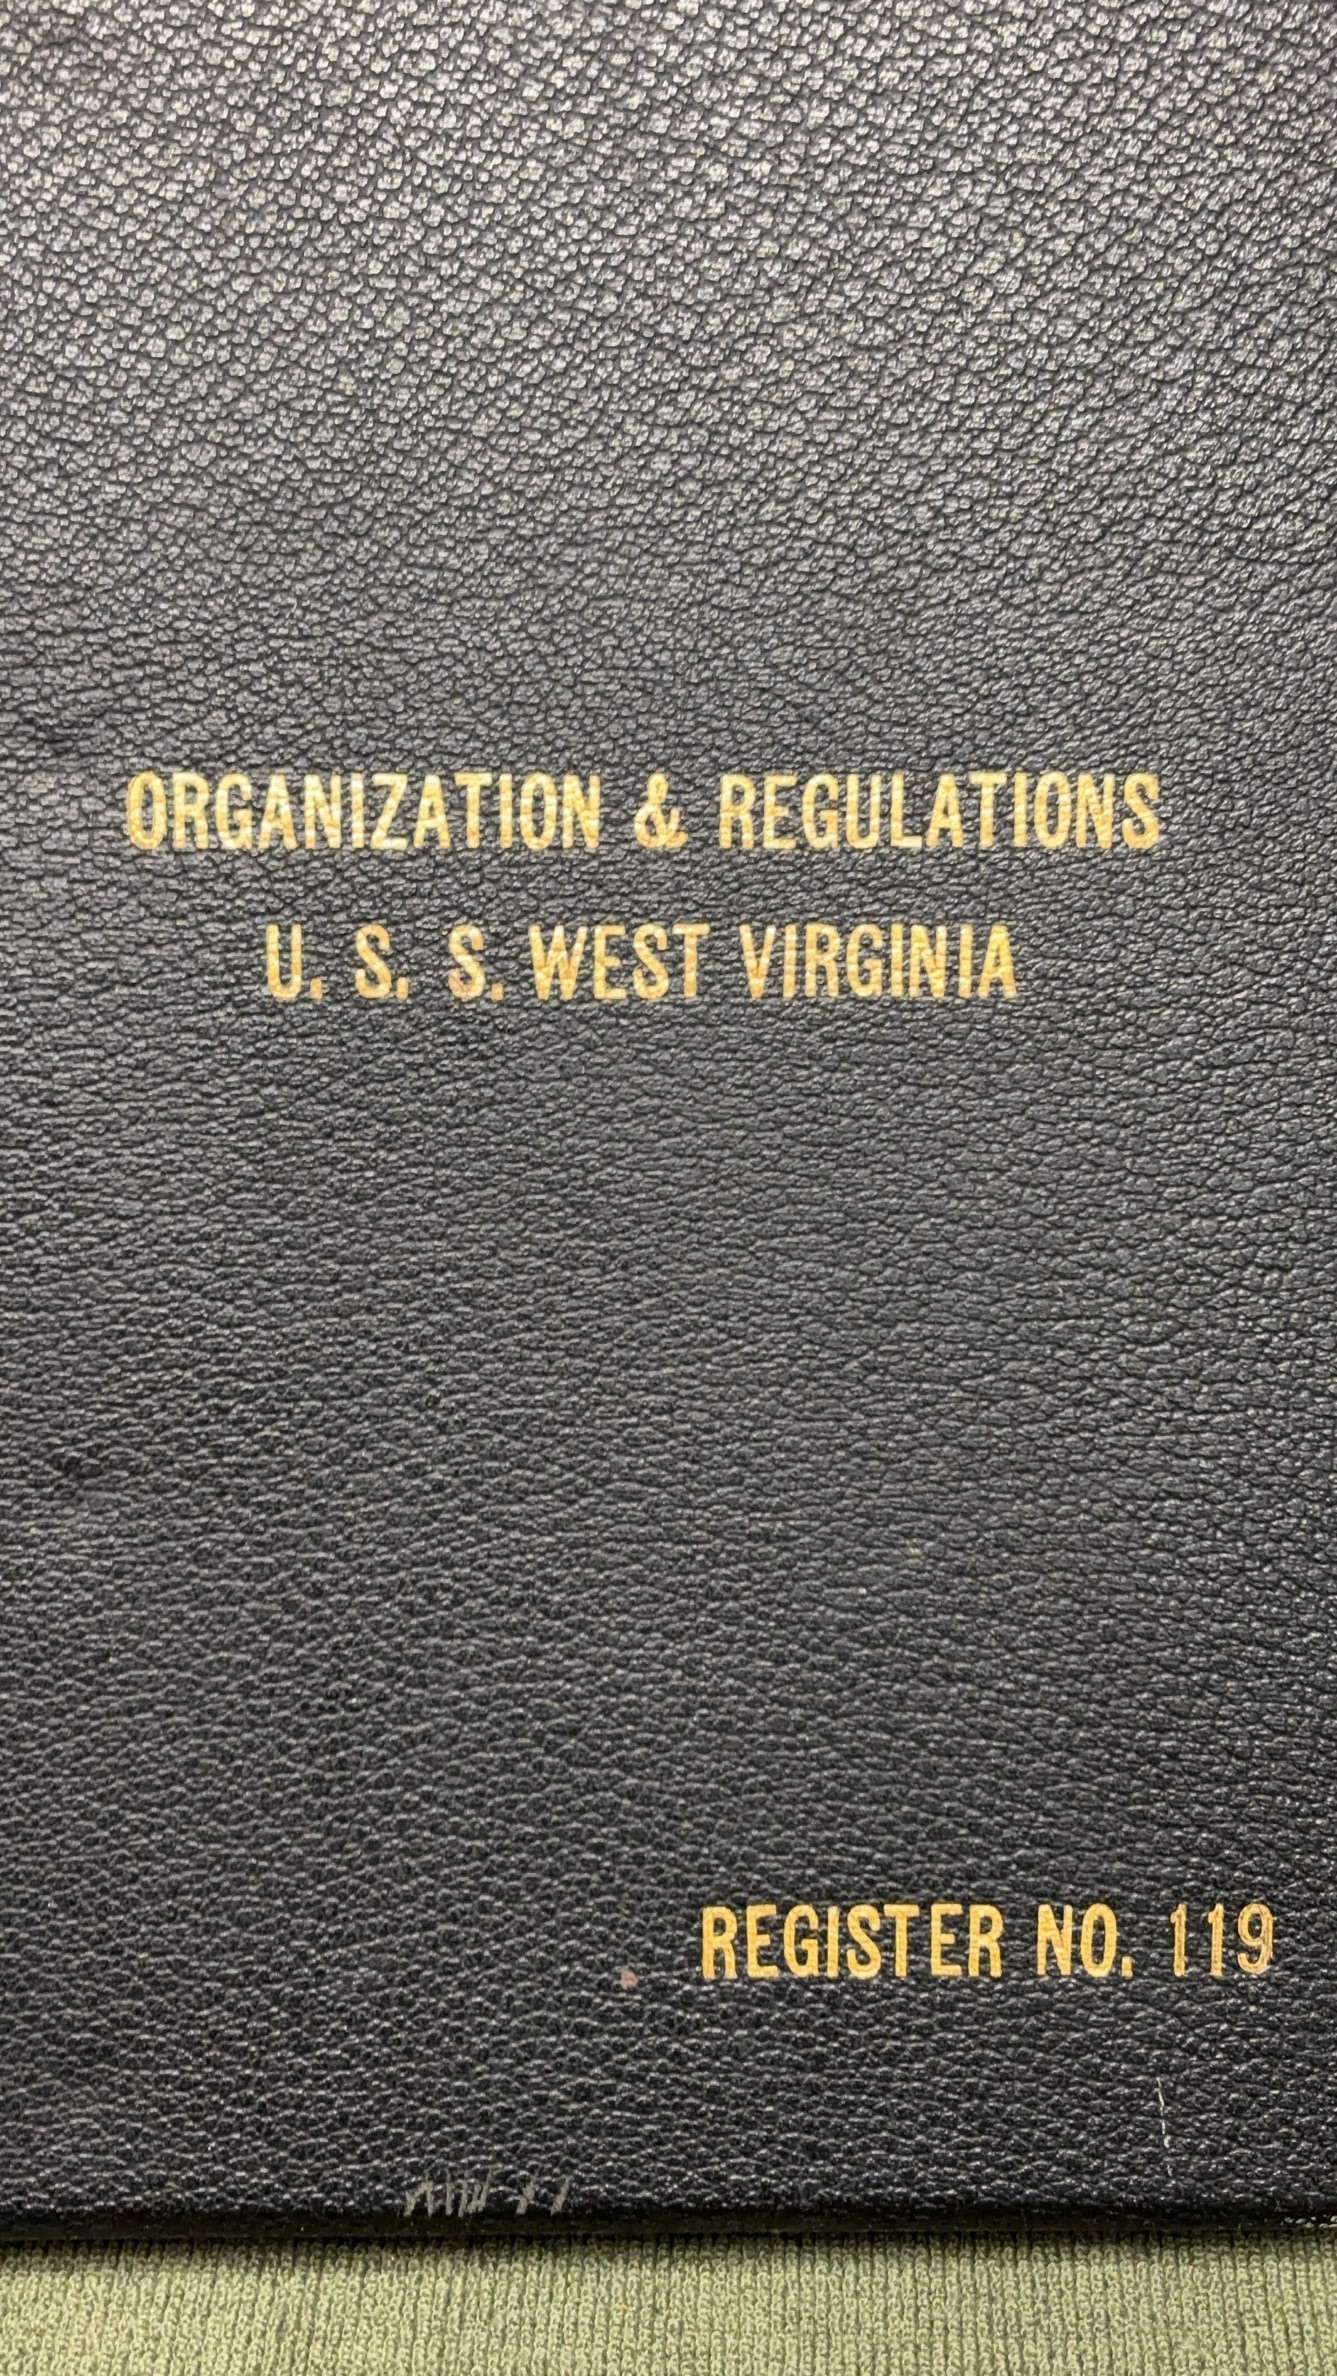 ORGANIZATION & REGULATIONS
U. S. S. WEST VIRGINIA
REGISTER NO. 119